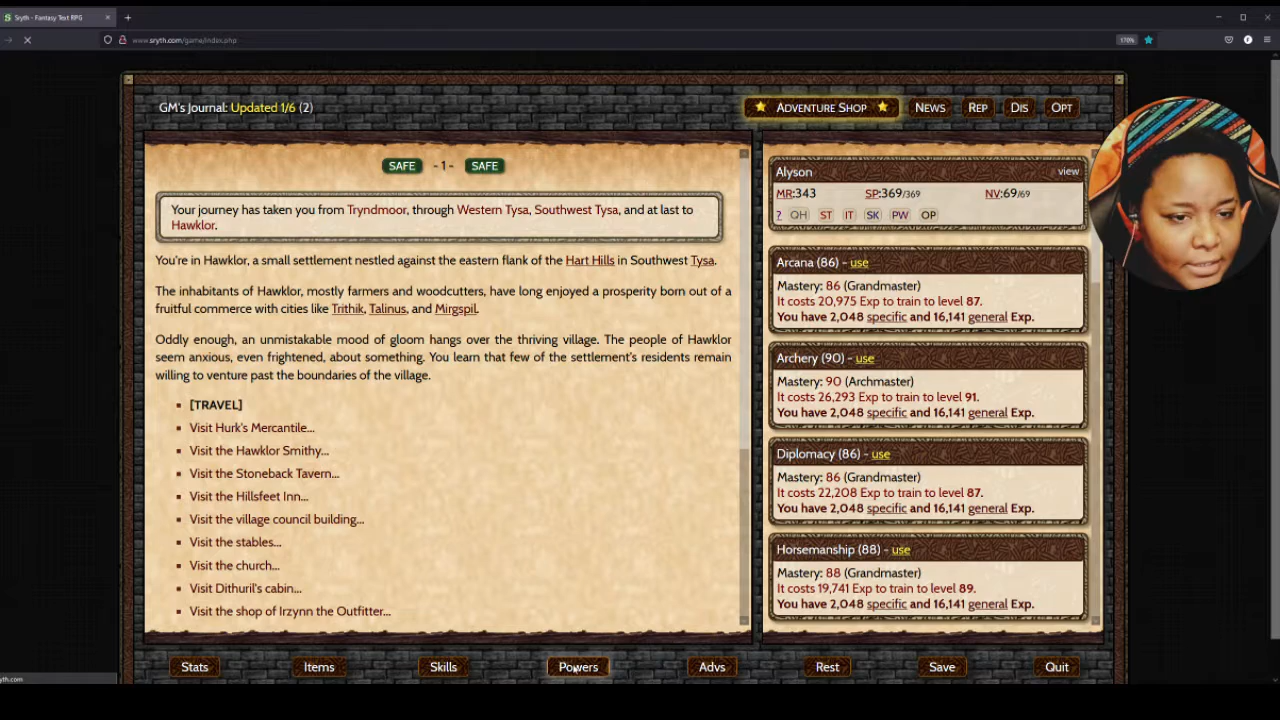 Sryth - Fantasy Text RPG
www.sryth.com/game/index.php
170%
GM's Journal: Updated 1/6 (2)
ADVENTURE SHOP
NEWS
REP
DIS
OPT
SAFE - 1 - SAFE
Your journey has taken you from Tryndmoor, through Western Tysa, Southwest Tysa, and at last to
Hawklor.
You're in Hawklor, a small settlement nestled against the eastern flank of the Hart Hills in Southwest Tysa.
The inhabitants of Hawklor, mostly farmers and woodcutters, have long enjoyed a prosperity born out of a
fruitful commerce with cities like Trithik, Talinus, and Mirgspil.
Oddly enough, an unmistakable mood of gloom hangs over the thriving village. The people of Hawklor
seem anxious, even frightened, about something. You learn that few of the settlement's residents remain
willing to venture past the boundaries of the village.
[TRAVEL]
Visit Hurk's Mercantile...
Visit the Hawklor Smithy...
Visit the Stoneback Tavern...
Visit the Hillsfeet Inn...
Visit the village council building...
Visit the stables...
Visit the church...
Visit Dithuril's cabin...
Visit the shop of Irzynn the Outfitter...
Alyson view
MR:343 SP:369/369 NV:69/69
? QH ST IT SK PW OP
Arcana (86) - use
Mastery: 86 (Grandmaster)
It costs 20,975 Exp to train to level 87.
You have 2,048 specific and 16,141 general Exp.
Archery (90) - use
Mastery: 90 (Archmaster)
It costs 26,293 Exp to train to level 91.
You have 2,048 specific and 16,141 general Exp.
Diplomacy (86) - use
Mastery: 86 (Grandmaster)
It costs 22,208 Exp to train to level 87.
You have 2,048 specific and 16,141 general Exp.
Horsemanship (88) - use
Mastery: 88 (Grandmaster)
It costs 19,741 Exp to train to level 89.
You have 2,048 specific and 16,141 general Exp.
Stats
Items
Skills
Powers
Advs
Rest
Save
Quit